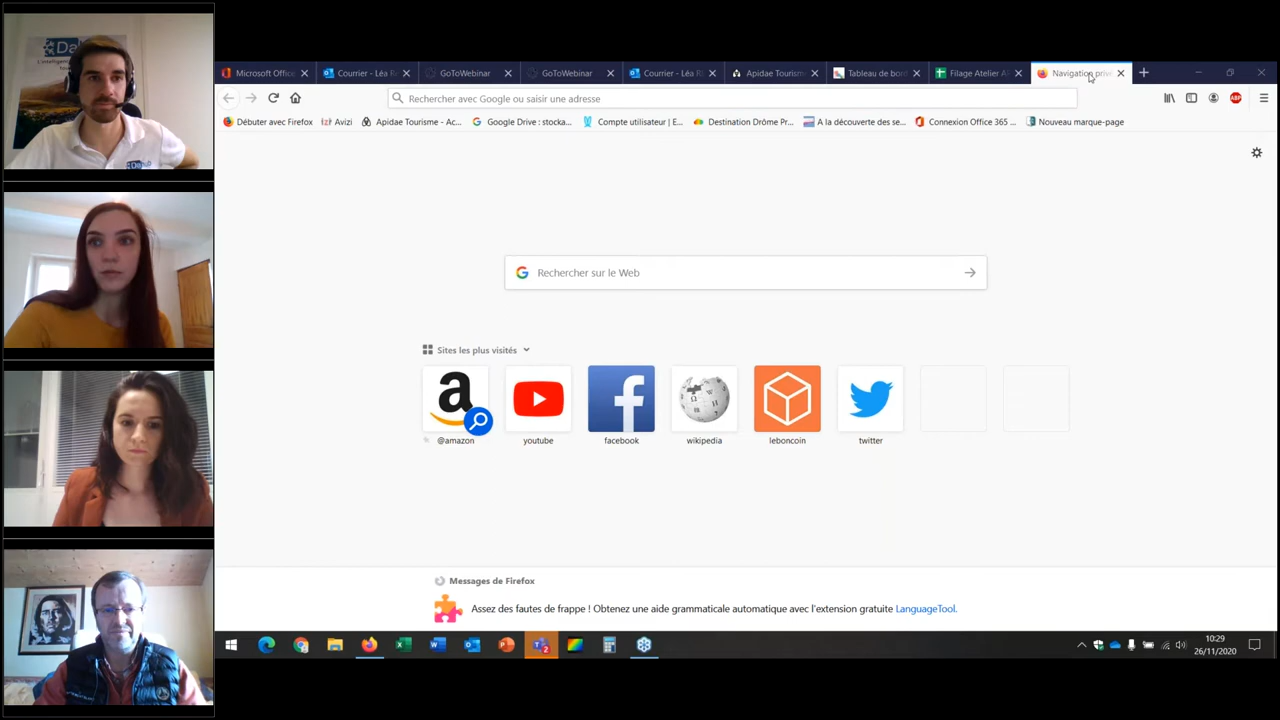 Microsoft Office
Courrier - Léa R
GoToWebinar
GoToWebinar
Courrier - Léa R
Apidae Tourism
Tableau de bord
Filage Atelier A
Navigation privé
Rechercher avec Google ou saisir une adresse
Débuter avec Firefox
Avizi
Apidae Tourisme - Ac...
Google Drive : stocka...
Compte utilisateur | E...
Destination Drôme Pr...
A la découverte des se...
Connexion Office 365 ...
Nouveau marque-page
Rechercher sur le Web
Sites les plus visités
@amazon
youtube
facebook
wikipedia
leboncoin
twitter
Messages de Firefox
Assez des fautes de frappe ! Obtenez une aide grammaticale automatique avec l'extension gratuite LanguageTool.
10:29
26/11/2020